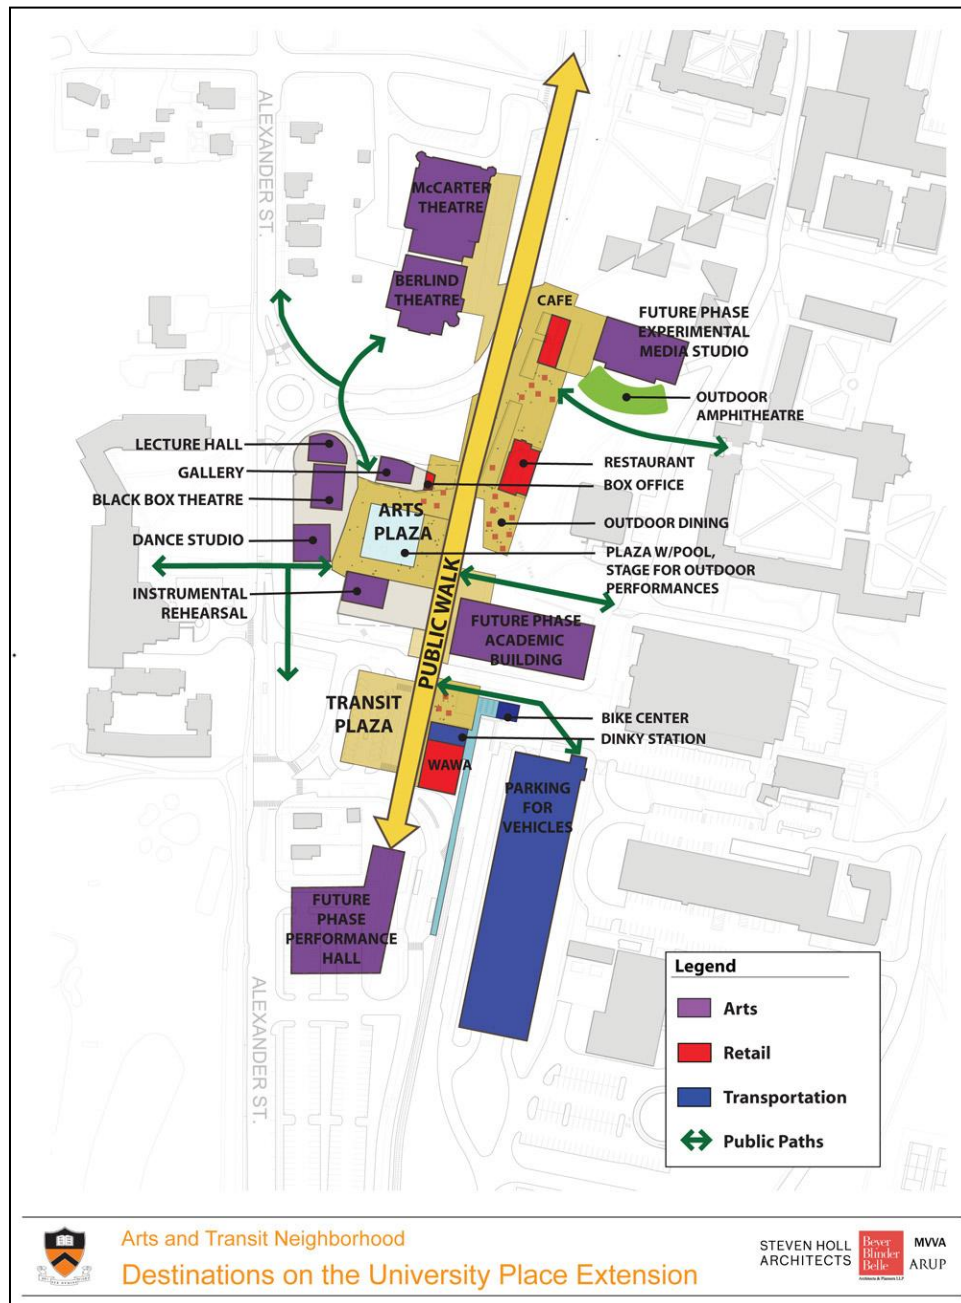 ALEXANDER ST.
McCARTER
THEATRE
BERLIND
THEATRE
CAFE
FUTURE PHASE
EXPERIMENTAL
MEDIA STUDIO
OUTDOOR
AMPHITHEATRE
LECTURE HALL
GALLERY
BLACK BOX THEATRE
DANCE STUDIO
INSTRUMENTAL
REHEARSAL
ARTS
PLAZA
RESTAURANT
BOX OFFICE
OUTDOOR DINING
PLAZA W/POOL,
STAGE FOR OUTDOOR
PERFORMANCES
PUBLIC WALK
FUTURE PHASE
ACADEMIC
BUILDING
TRANSIT
PLAZA
BIKE CENTER
DINKY STATION
WAWA
PARKING
FOR
VEHICLES
FUTURE
PHASE
PERFORMANCE
HALL
ALEXANDER ST.
Legend
Arts
Retail
Transportation
Public Paths
Arts and Transit Neighborhood
Destinations on the University Place Extension
STEVEN HOLL
ARCHITECTS
Beyer
Blinder
Belle
Architects & Planners LLP
MVVA
ARUP